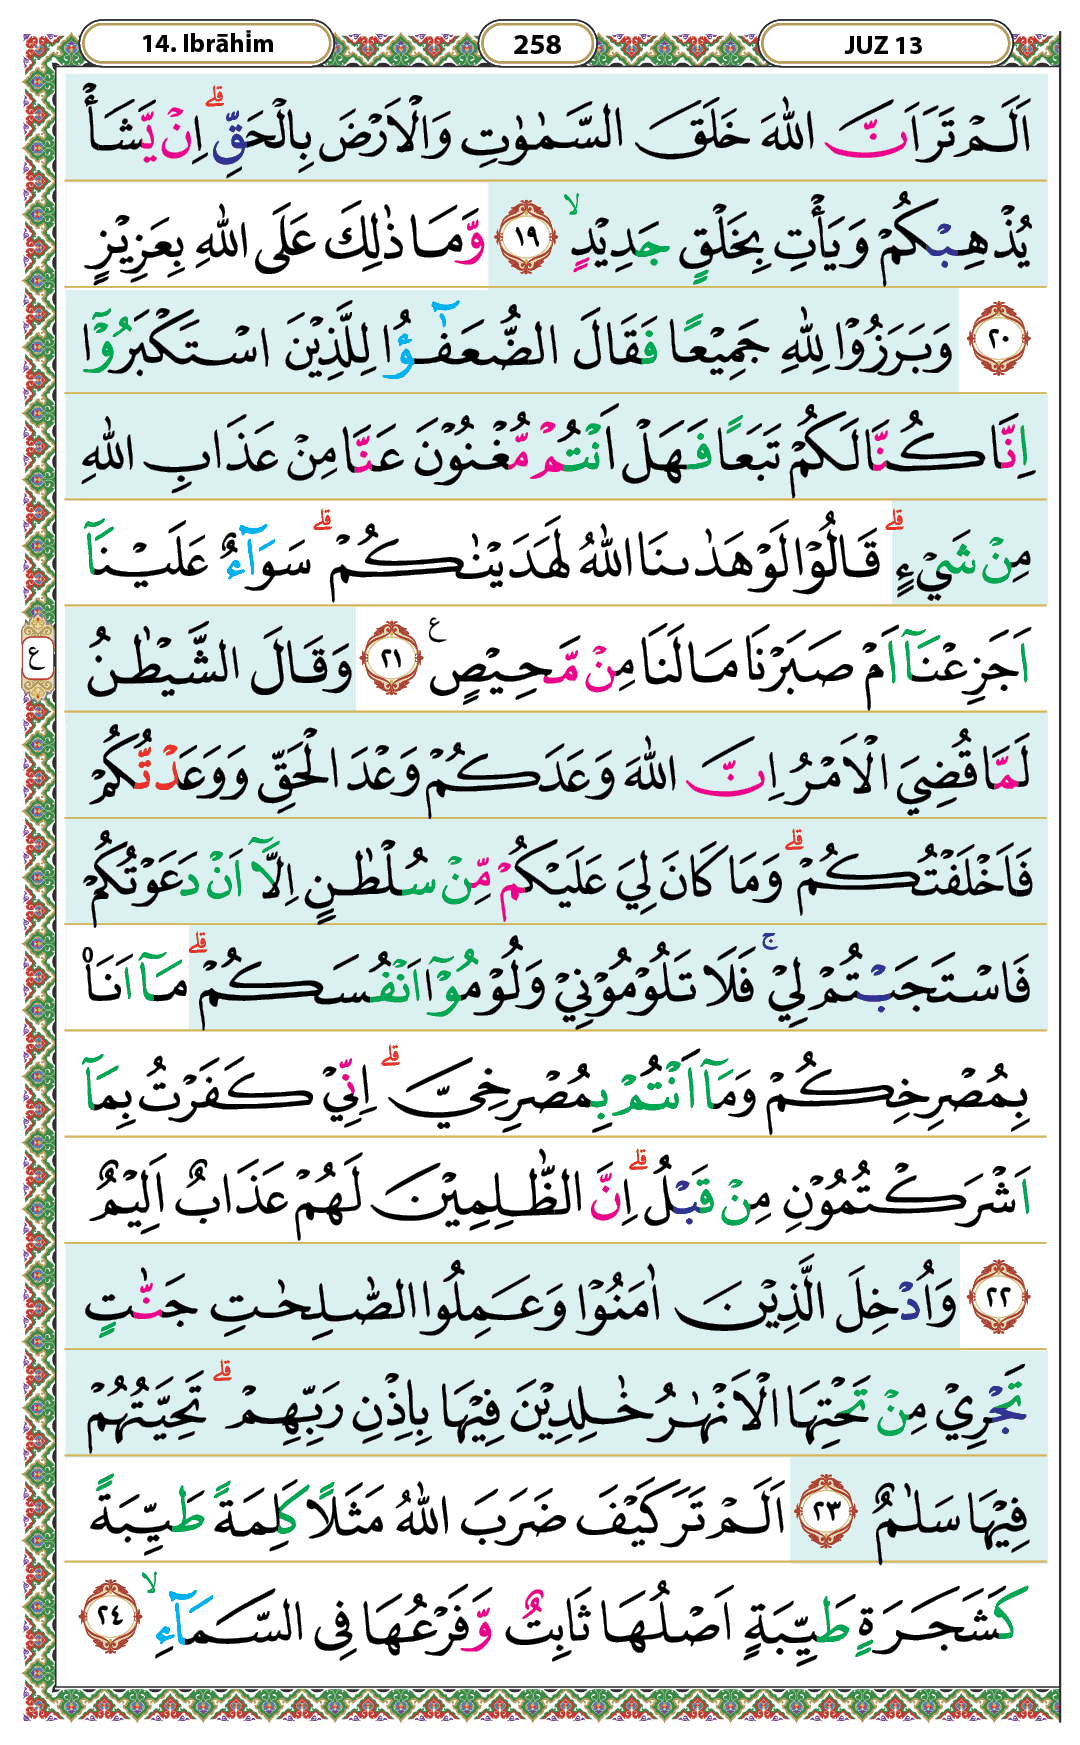 14. Ibrāhīm 258 JUZ 13
اَلَمْ تَرَ اَنَّ اللّٰهَ خَلَقَ السَّمٰوٰتِ وَالْاَرْضَ بِالْحَقِّ ۗاِنْ يَّشَأْ
يُذْهِبْكُمْ وَيَأْتِ بِخَلْقٍ جَدِيْدٍۙ ١٩ وَّمَا ذٰلِكَ عَلَى اللّٰهِ بِعَزِيْزٍ
٢٠ وَبَرَزُوْا لِلّٰهِ جَمِيْعًا فَقَالَ الضُّعَفٰۤؤُا لِلَّذِيْنَ اسْتَكْبَرُوْٓا
اِنَّا كُنَّا لَكُمْ تَبَعًا فَهَلْ اَنْتُمْ مُّغْنُوْنَ عَنَّا مِنْ عَذَابِ اللّٰهِ
مِنْ شَيْءٍ ۗقَالُوْا لَوْ هَدٰىنَا اللّٰهُ لَهَدَيْنٰكُمْۗ سَوَاۤءٌ عَلَيْنَآ
اَجَزِعْنَآ اَمْ صَبَرْنَا مَا لَنَا مِنْ مَّحِيْصٍ ࣖ ٢١ وَقَالَ الشَّيْطٰنُ
ع
لَمَّا قُضِيَ الْاَمْرُ اِنَّ اللّٰهَ وَعَدَكُمْ وَعْدَ الْحَقِّ وَوَعَدْتُّكُمْ
فَاَخْلَفْتُكُمْۗ وَمَا كَانَ لِيَ عَلَيْكُمْ مِّنْ سُلْطٰنٍ اِلَّآ اَنْ دَعَوْتُكُمْ
فَاسْتَجَبْتُمْ لِيْ ۚ فَلَا تَلُوْمُوْنِيْ وَلُوْمُوْٓا اَنْفُسَكُمْۗ مَآ اَنَا۠
بِمُصْرِخِكُمْ وَمَآ اَنْتُمْ بِمُصْرِخِيَّۗ اِنِّيْ كَفَرْتُ بِمَآ
اَشْرَكْتُمُوْنِ مِنْ قَبْلُ ۗاِنَّ الظّٰلِمِيْنَ لَهُمْ عَذَابٌ اَلِيْمٌ
٢٢ وَاُدْخِلَ الَّذِيْنَ اٰمَنُوْا وَعَمِلُوا الصّٰلِحٰتِ جَنّٰتٍ
تَجْرِيْ مِنْ تَحْتِهَا الْاَنْهٰرُ خٰلِدِيْنَ فِيْهَا بِاِذْنِ رَبِّهِمْۗ تَحِيَّتُهُمْ
فِيْهَا سَلٰمٌ ٢٣ اَلَمْ تَرَ كَيْفَ ضَرَبَ اللّٰهُ مَثَلًا كَلِمَةً طَيِّبَةً
كَشَجَرَةٍ طَيِّبَةٍ اَصْلُهَا ثَابِتٌ وَّفَرْعُهَا فِى السَّمَاۤءِۙ ٢٤